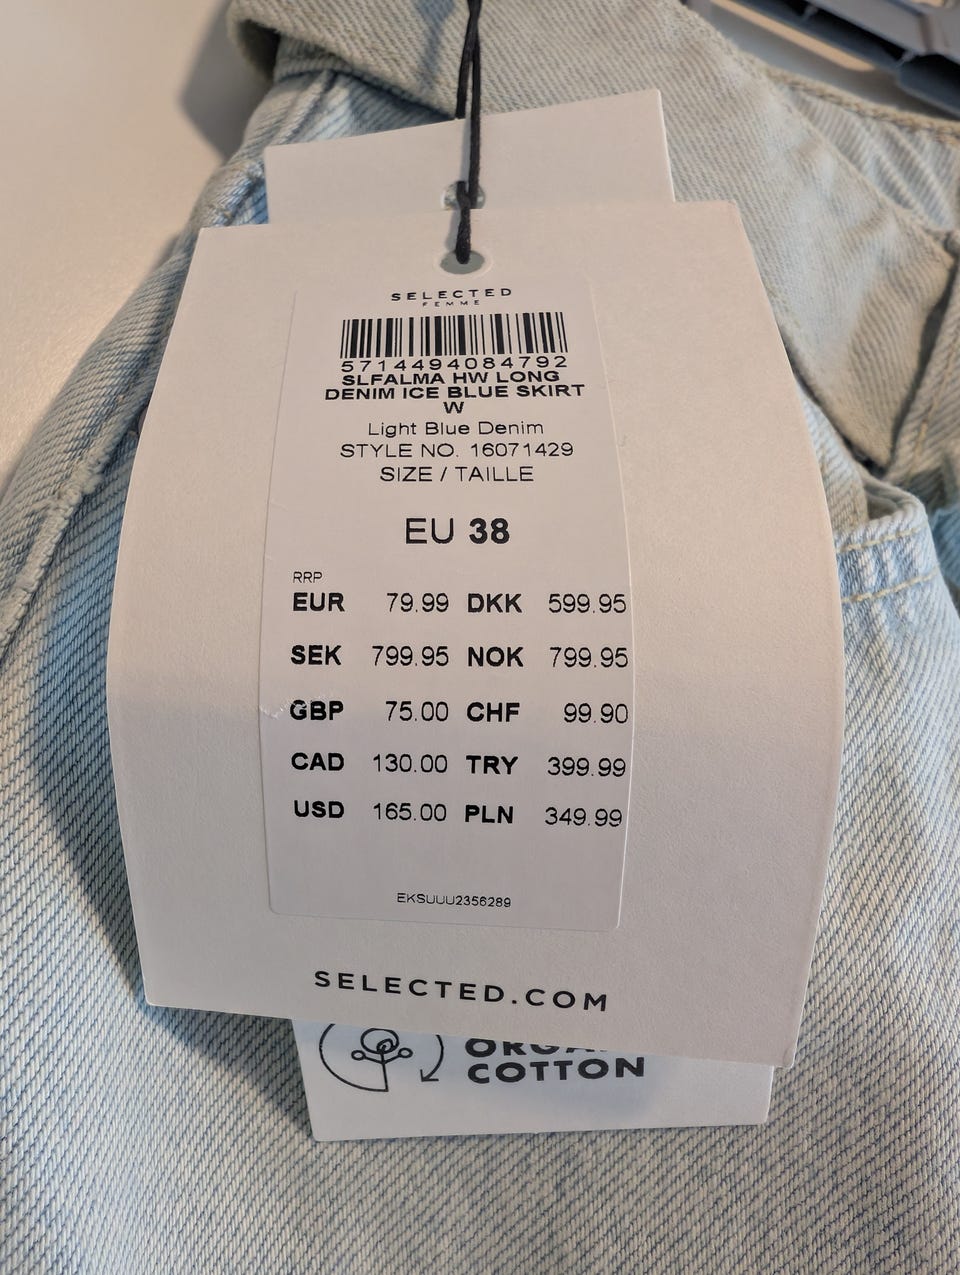 SELECTED
FEMME
5714494084792
SLFALMA HW LONG
DENIM ICE BLUE SKIRT
W
Light Blue Denim
STYLE NO. 16071429
SIZE / TAILLE
EU 38
RRP
EUR 79.99 DKK 599.95
SEK 799.95 NOK 799.95
GBP 75.00 CHF 99.90
CAD 130.00 TRY 399.99
USD 165.00 PLN 349.99
EKSUUU2356289
SELECTED.COM
COTTON